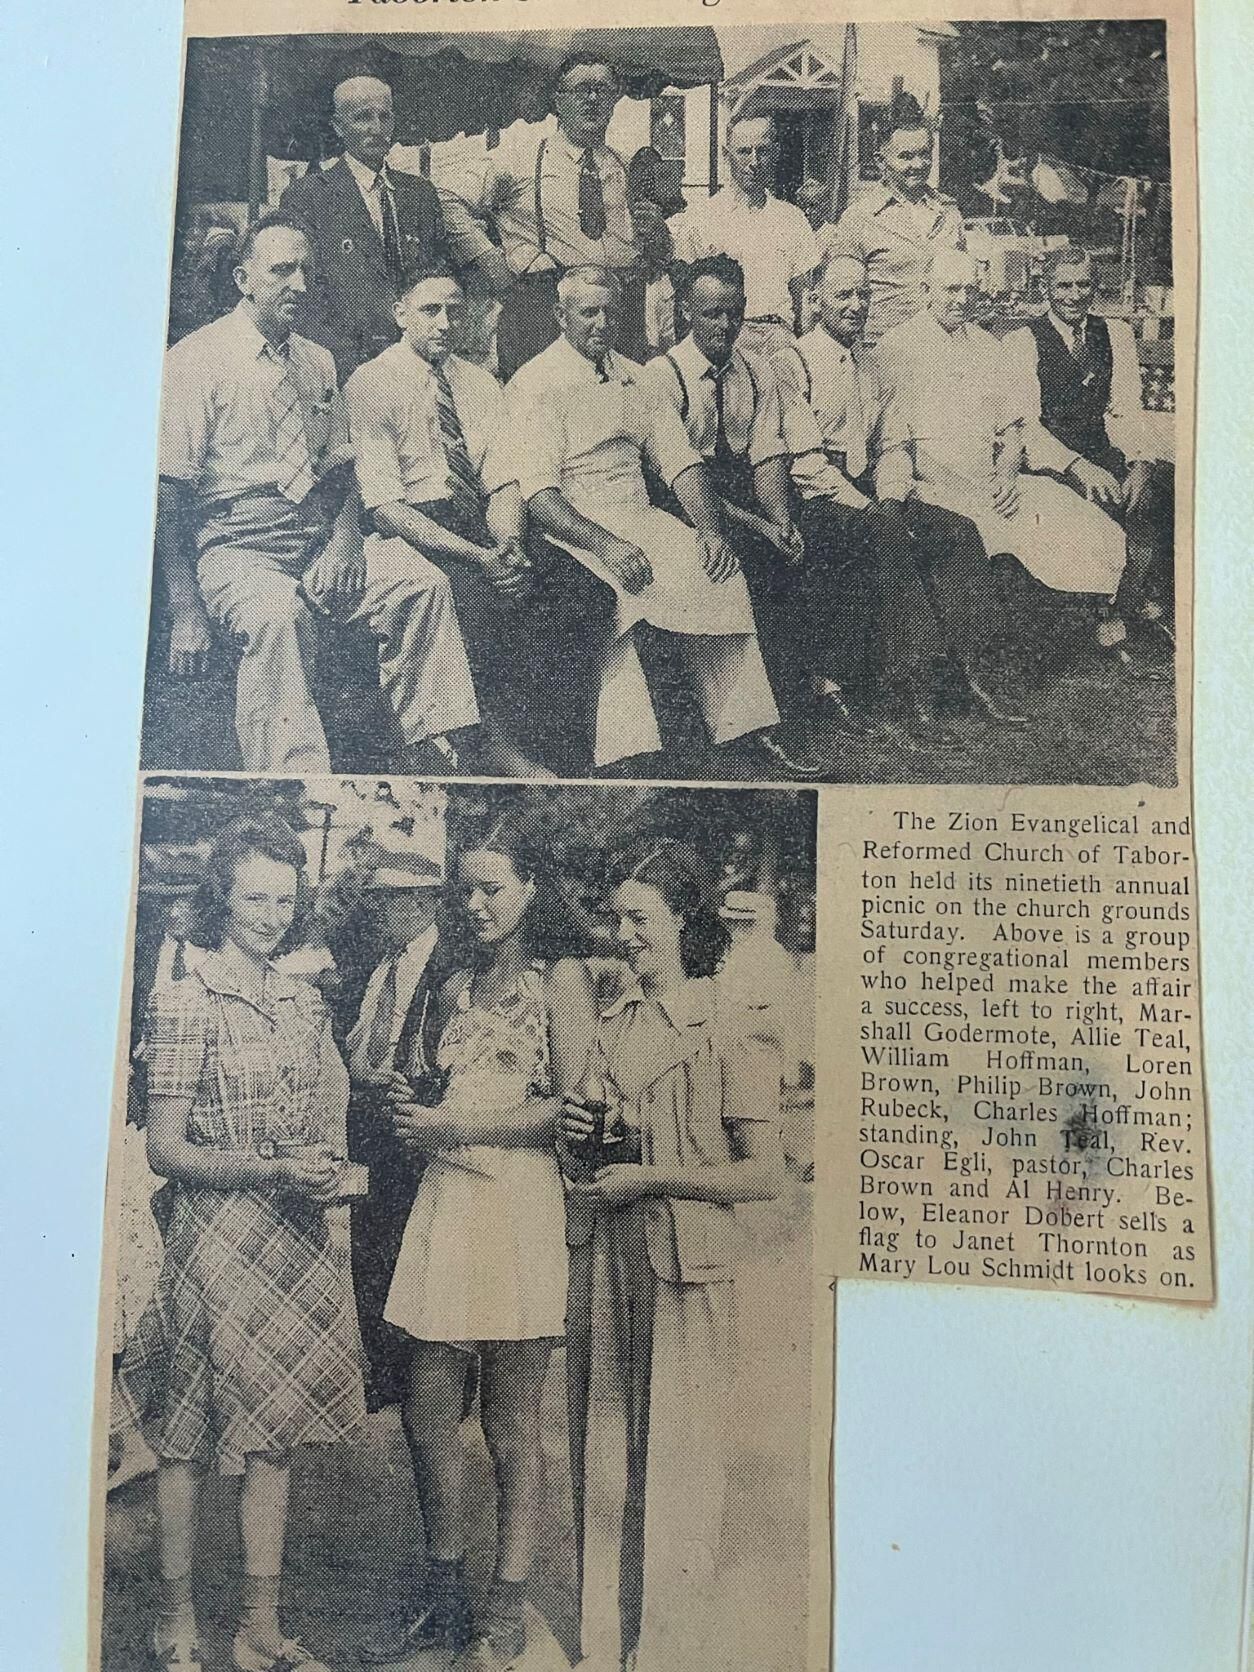 Taborton
The Zion Evangelical and
Reformed Church of Tabor-
ton held its ninetieth annual
picnic on the church grounds
Saturday. Above is a group
of congregational members
who helped make the affair
a success, left to right, Mar-
shall Godermote, Allie Teal,
William Hoffman, Loren
Brown, Philip Brown, John
Rubeck, Charles Hoffman;
standing, John Teal, Rev.
Oscar Egli, pastor, Charles
Brown and Al Henry. Be-
low, Eleanor Dobert sells a
flag to Janet Thornton as
Mary Lou Schmidt looks on.